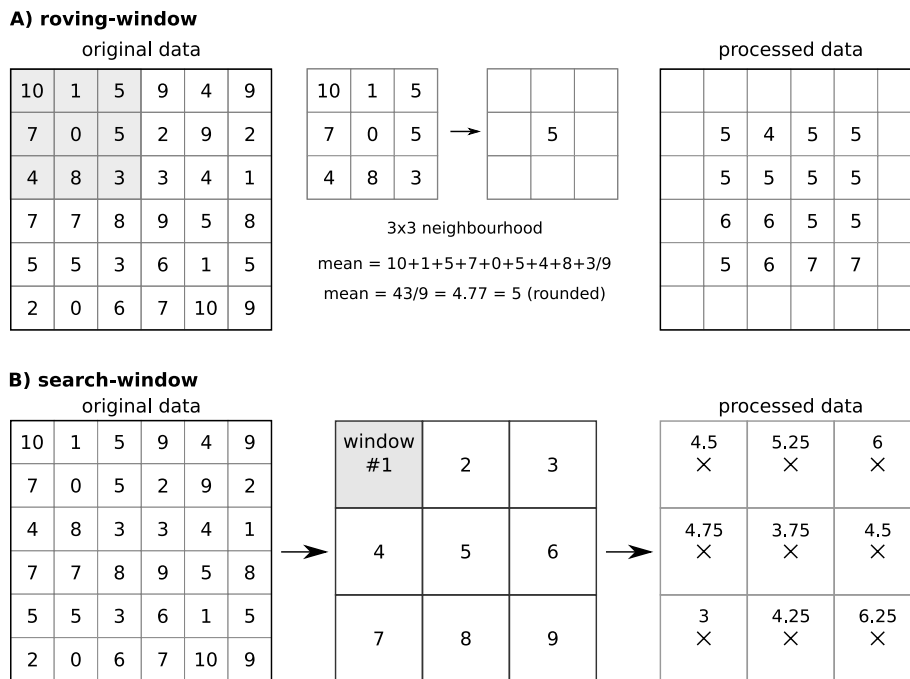 A) roving-window
original data
processed data
10 1 5 9 4 9
7 0 5 2 9 2
4 8 3 3 4 1
7 7 8 9 5 8
5 5 3 6 1 5
2 0 6 7 10 9
10 1 5
7 0 5
4 8 3
5
3x3 neighbourhood
mean = 10+1+5+7+0+5+4+8+3/9
mean = 43/9 = 4.77 = 5 (rounded)
5 4 5 5
5 5 5 5
6 6 5 5
5 6 7 7
B) search-window
original data
processed data
10 1 5 9 4 9
7 0 5 2 9 2
4 8 3 3 4 1
7 7 8 9 5 8
5 5 3 6 1 5
2 0 6 7 10 9
window
#1 2 3
4 5 6
7 8 9
4.5 5.25 6
4.75 3.75 4.5
3 4.25 6.25